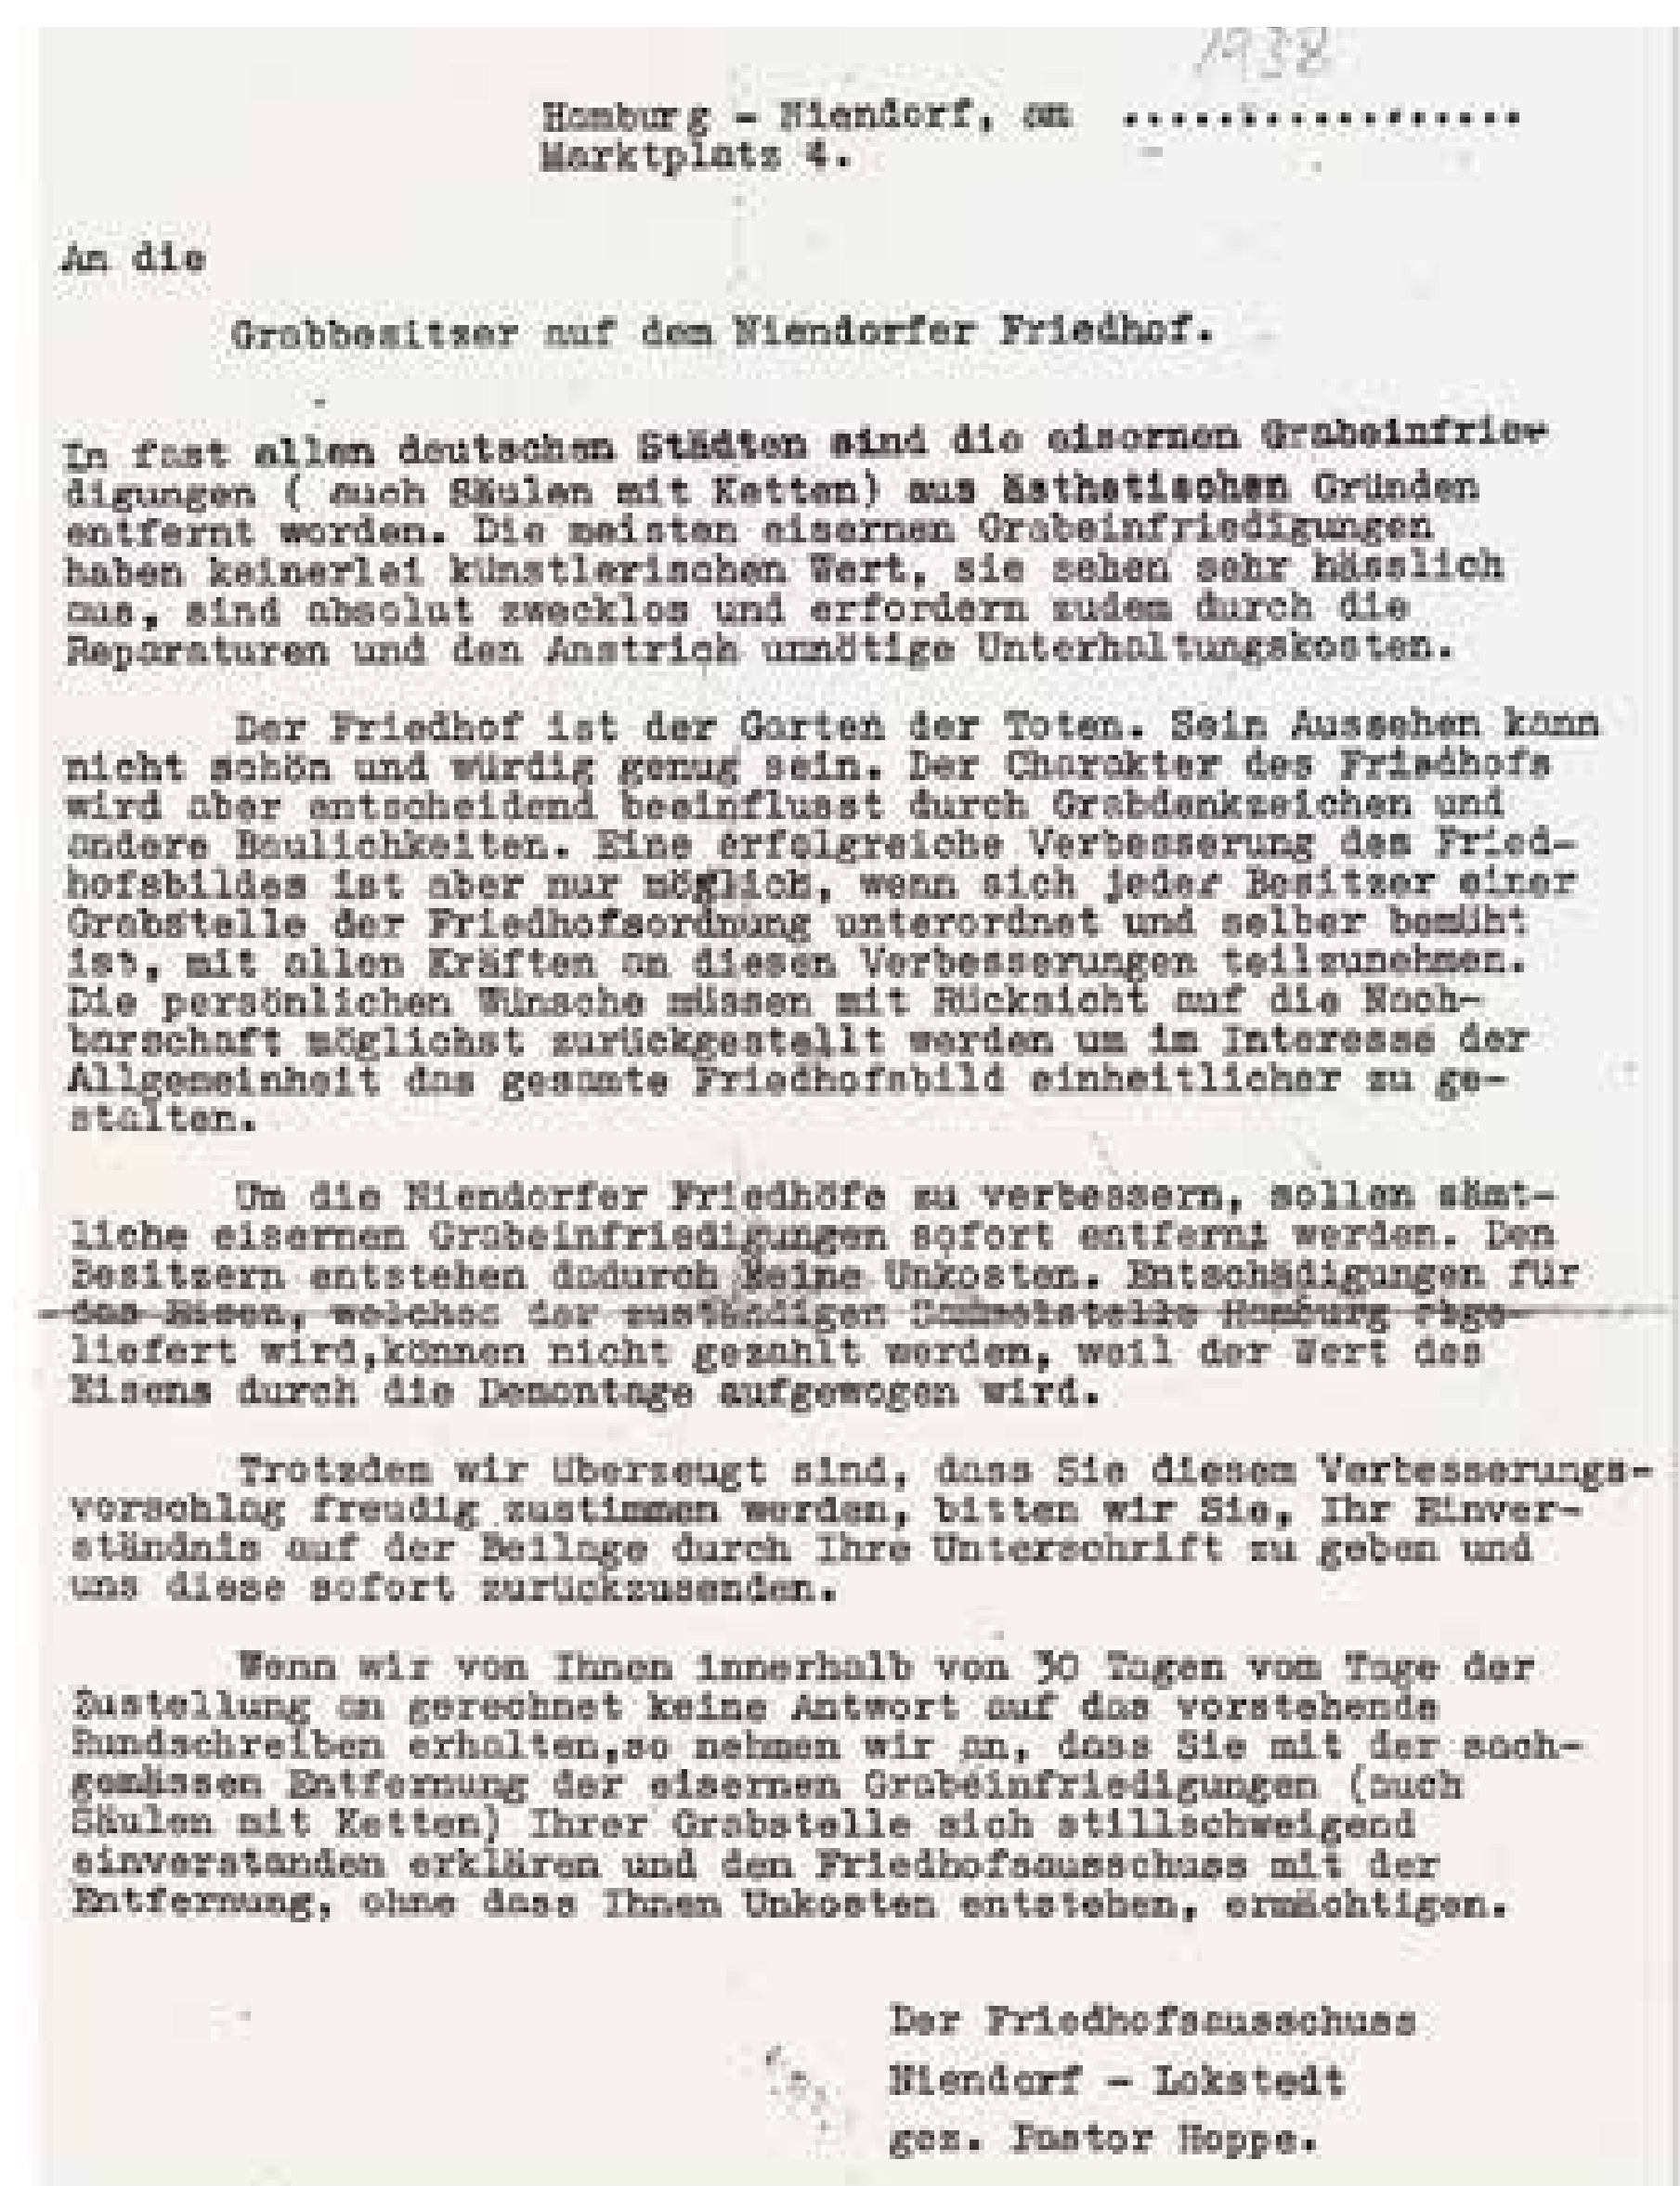 1938
Hamburg - Niendorf, am ..................
Marktplatz 4.
An die
Grabbesitzer auf dem Niendorfer Friedhof.
In fast allen deutschen Städten sind die eisernen Grabeinfrie-
digungen ( auch Säulen mit Ketten) aus ästhetischen Gründen
entfernt worden. Die meisten eisernen Grabeinfriedigungen
haben keinerlei künstlerischen Wert, sie sehen sehr hässlich
aus, sind absolut zwecklos und erfordern zudem durch die
Reparaturen und den Anstrich unnötige Unterhaltungskosten.
Der Friedhof ist der Garten der Toten. Sein Aussehen kann
nicht schön und würdig genug sein. Der Charakter des Friedhofs
wird aber entscheidend beeinflusst durch Grabdenkzeichen und
andere Baulichkeiten. Eine erfolgreiche Verbesserung des Fried-
hofsbildes ist aber nur möglich, wenn sich jeder Besitzer einer
Grabstelle der Friedhofsordnung unterordnet und selber bemüht
ist, mit allen Kräften an diesen Verbesserungen teilzunehmen.
Die persönlichen Wünsche müssen mit Rücksicht auf die Nach-
barschaft möglichst zurückgestellt werden um im Interesse der
Allgemeinheit das gesamte Friedhofsbild einheitlicher zu ge-
stalten.
Um die Niendorfer Friedhöfe zu verbessern, sollen sämt-
liche eisernen Grabeinfriedigungen sofort entfernt werden. Den
Besitzern entstehen dadurch keine Unkosten. Entschädigungen für
das Eisen, welches der zuständigen Sammelstelle Hamburg abge-
liefert wird,können nicht gezahlt werden, weil der Wert des
Eisens durch die Demontage aufgewogen wird.
Trotzdem wir überzeugt sind, dass Sie diesem Verbesserungs-
vorschlag freudig zustimmen werden, bitten wir Sie, Ihr Einver-
ständnis auf der Beilage durch Ihre Unterschrift zu geben und
uns diese sofort zurückzusenden.
Wenn wir von Ihnen innerhalb von 30 Tagen vom Tage der
Zustellung an gerechnet keine Antwort auf das vorstehende
Rundschreiben erhalten,so nehmen wir an, dass Sie mit der sach-
gemässen Entfernung der eisernen Grabeinfriedigungen (auch
Säulen mit Ketten) Ihrer Grabstelle sich stillschweigend
einverstanden erklären und den Friedhofsausschuss mit der
Entfernung, ohne dass Ihnen Unkosten entstehen, ermächtigen.
Der Friedhofsausschuss
Niendorf - Lokstedt
gez. Pastor Hoppe.